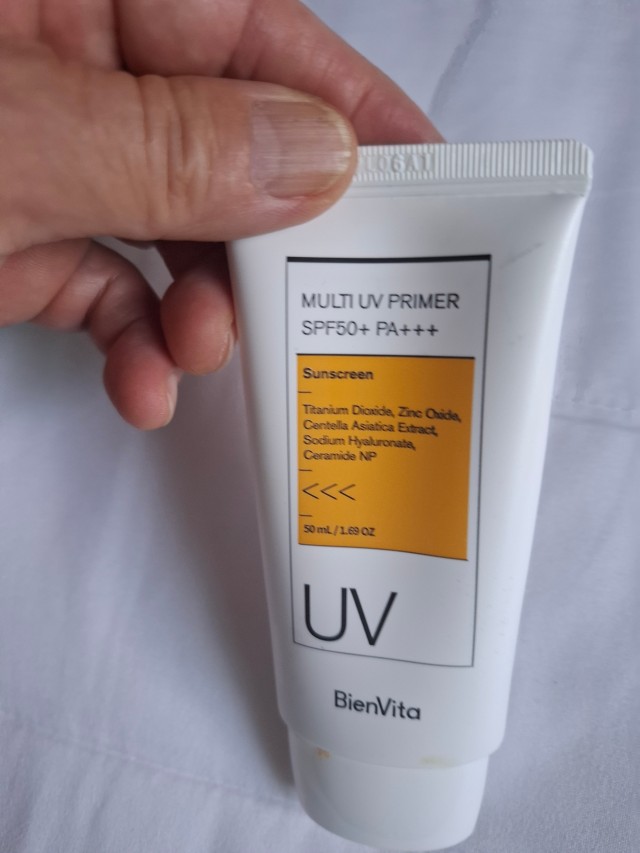 MULTI UV PRIMER
SPF50+ PA+++
Sunscreen
Titanium Dioxide, Zinc Oxide,
Centella Asiatica Extract,
Sodium Hyaluronate,
Ceramide NP
<<<
50 mL / 1.69 OZ
UV
BienVita